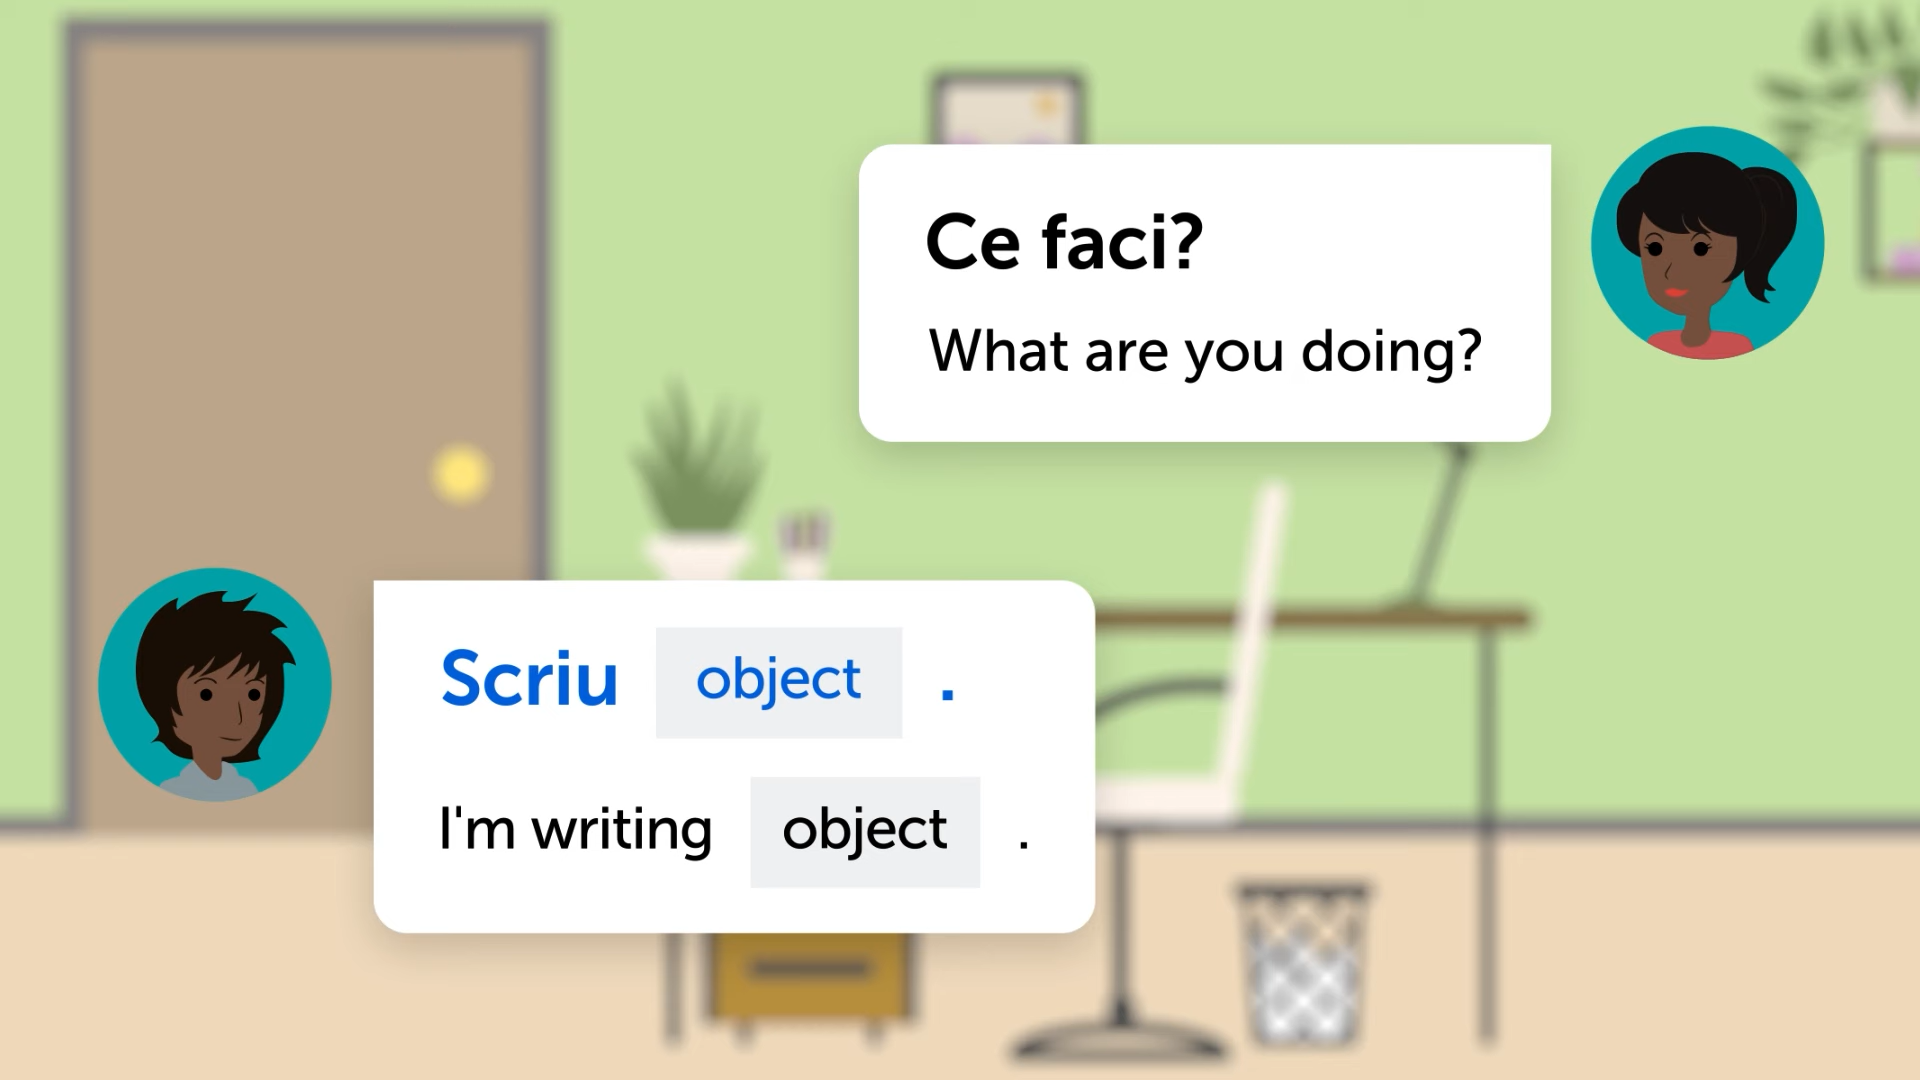 Ce faci?
What are you doing?
Scriu object .
I'm writing object .